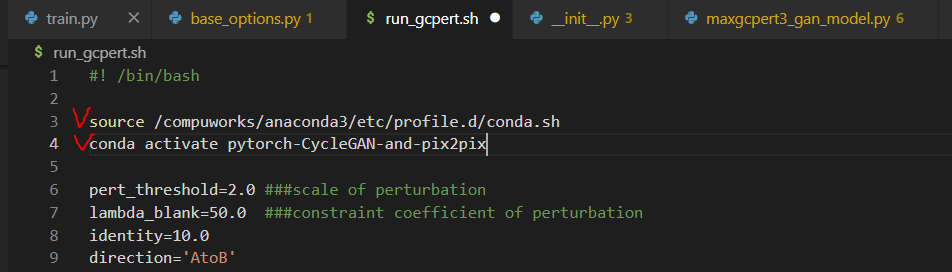 train.py
base_options.py 1
$ run_gcpert.sh
__init__.py 3
maxgcpert3_gan_model.py 6
$ run_gcpert.sh
1 #! /bin/bash
2
3 source /compuworks/anaconda3/etc/profile.d/conda.sh
4 conda activate pytorch-CycleGAN-and-pix2pix
5
6 pert_threshold=2.0 ###scale of perturbation
7 lambda_blank=50.0  ###constraint coefficient of perturbation
8 identity=10.0
9 direction='AtoB'